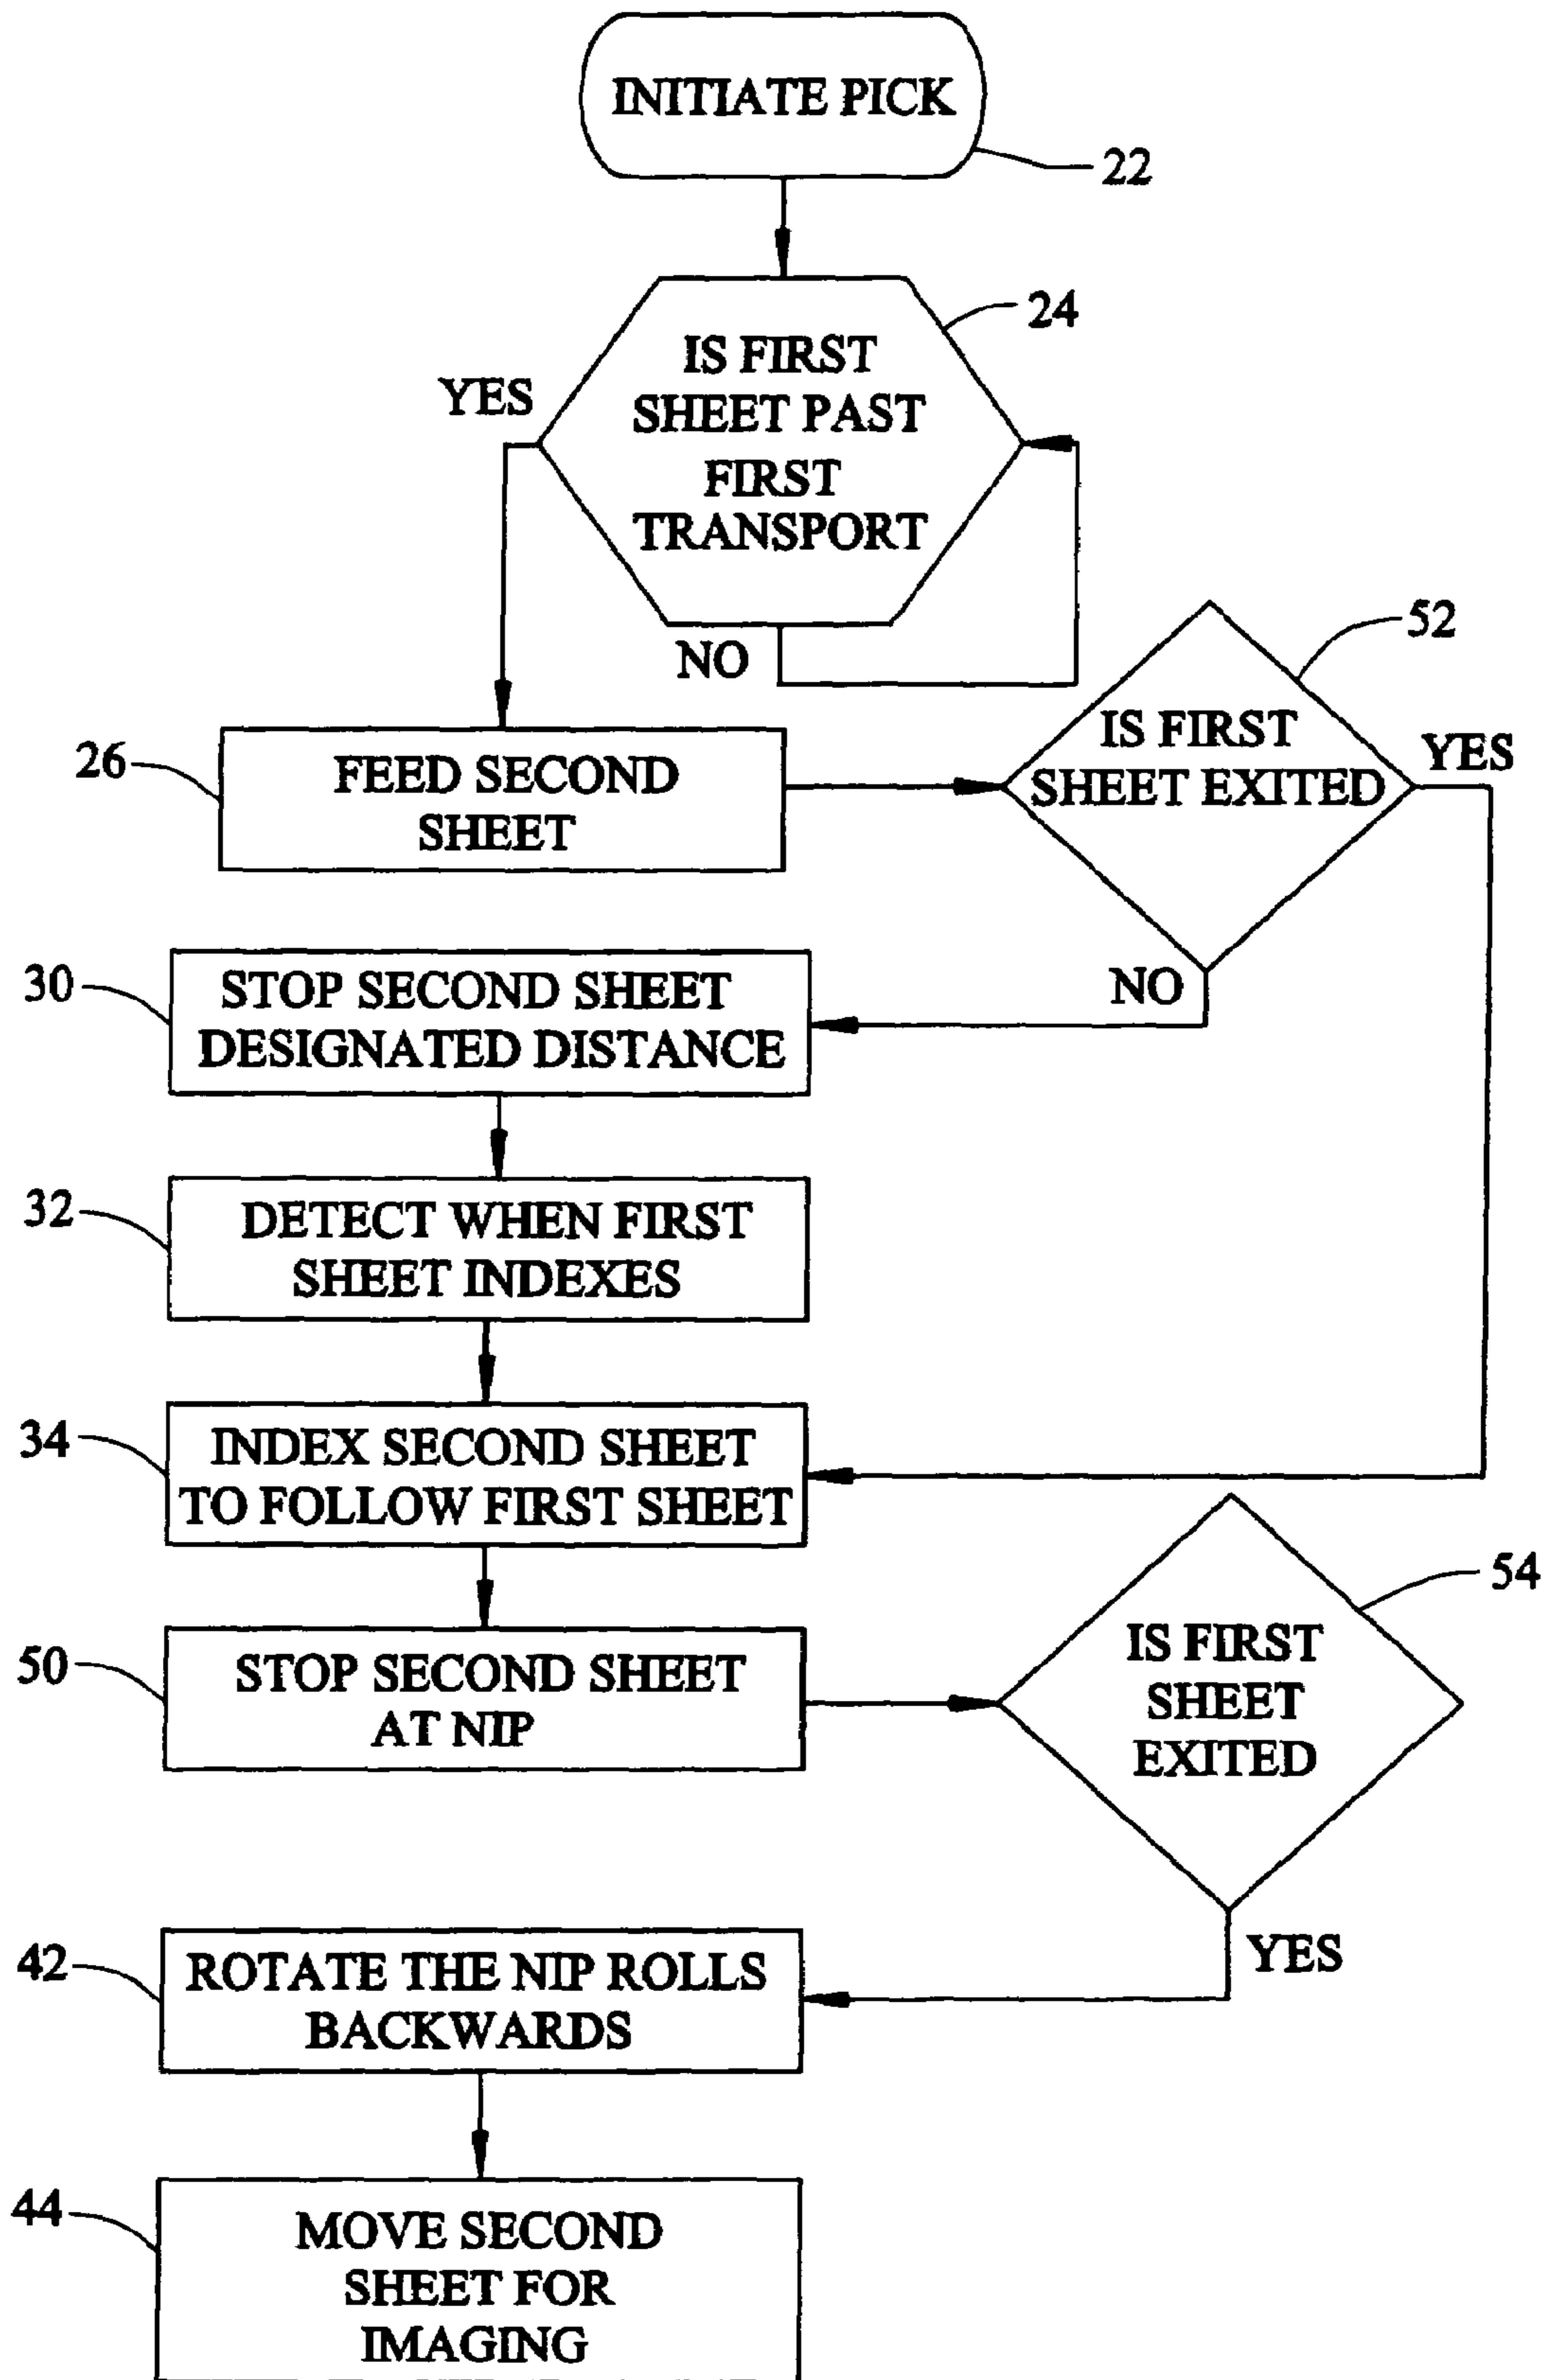 INITIATE PICK
22
24
IS FIRST
SHEET PAST
FIRST
TRANSPORT
YES
NO
52
IS FIRST
SHEET EXITED
YES
NO
26
FEED SECOND
SHEET
30
STOP SECOND SHEET
DESIGNATED DISTANCE
32
DETECT WHEN FIRST
SHEET INDEXES
34
INDEX SECOND SHEET
TO FOLLOW FIRST SHEET
50
STOP SECOND SHEET
AT NIP
54
IS FIRST
SHEET
EXITED
YES
42
ROTATE THE NIP ROLLS
BACKWARDS
44
MOVE SECOND
SHEET FOR
IMAGING